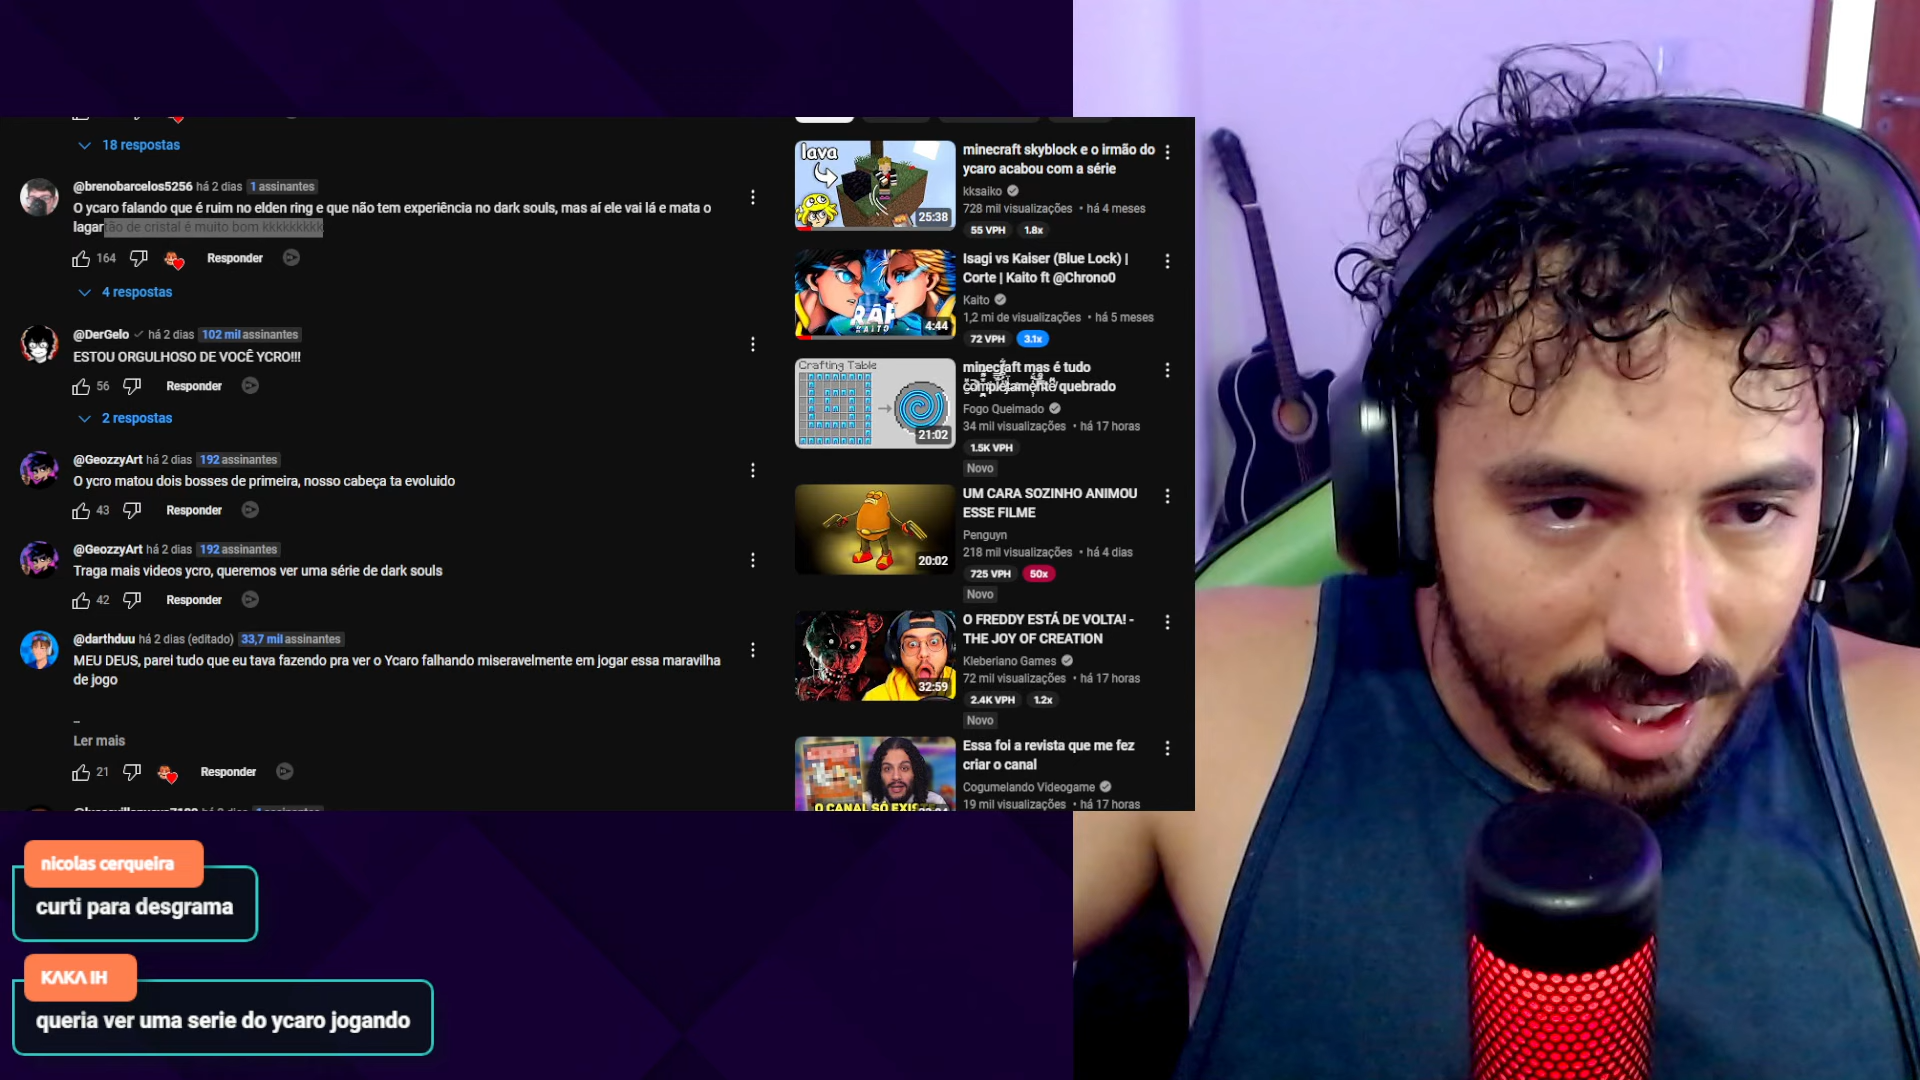 18 respostas
@brenobarcelos5256 há 2 dias 1 assinantes
O ycaro falando que é ruim no elden ring e que não tem experiência no dark souls, mas aí ele vai lá e mata o
lagartão de cristal é muito bom kkkkkkkkk
164 Responder
4 respostas
@DerGelo há 2 dias 102 mil assinantes
ESTOU ORGULHOSO DE VOCÊ YCRO!!!
56 Responder
2 respostas
@GeozzyArt há 2 dias 192 assinantes
O ycro matou dois bosses de primeira, nosso cabeça ta evoluido
43 Responder
@GeozzyArt há 2 dias 192 assinantes
Traga mais videos ycro, queremos ver uma série de dark souls
42 Responder
@darthduu há 2 dias (editado) 33,7 mil assinantes
MEU DEUS, parei tudo que eu tava fazendo pra ver o Ycaro falhando miseravelmente em jogar essa maravilha
de jogo
_
Ler mais
21 Responder
lava
25:38
minecraft skyblock e o irmão do
ycaro acabou com a série
kksaiko
728 mil visualizações • há 4 meses
55 VPH 1.8x
RAP
KAITO
4:44
Isagi vs Kaiser (Blue Lock) |
Corte | Kaito ft @Chrono0
Kaito
1,2 mi de visualizações • há 5 meses
72 VPH 3.1x
Crafting Table
21:02
minecraft mas é tudo
completamente quebrado
Fogo Queimado
34 mil visualizações • há 17 horas
1.5K VPH
Novo
20:02
UM CARA SOZINHO ANIMOU
ESSE FILME
Penguyn
218 mil visualizações • há 4 dias
725 VPH 50x
Novo
32:59
O FREDDY ESTÁ DE VOLTA! -
THE JOY OF CREATION
Kleberiano Games
72 mil visualizações • há 17 horas
2.4K VPH 1.2x
Novo
O CANAL SÓ
Essa foi a revista que me fez
criar o canal
Cogumelando Videogame
19 mil visualizações • há 17 horas
nicolas cerqueira
curti para desgrama
KAKA IH
queria ver uma serie do ycaro jogando